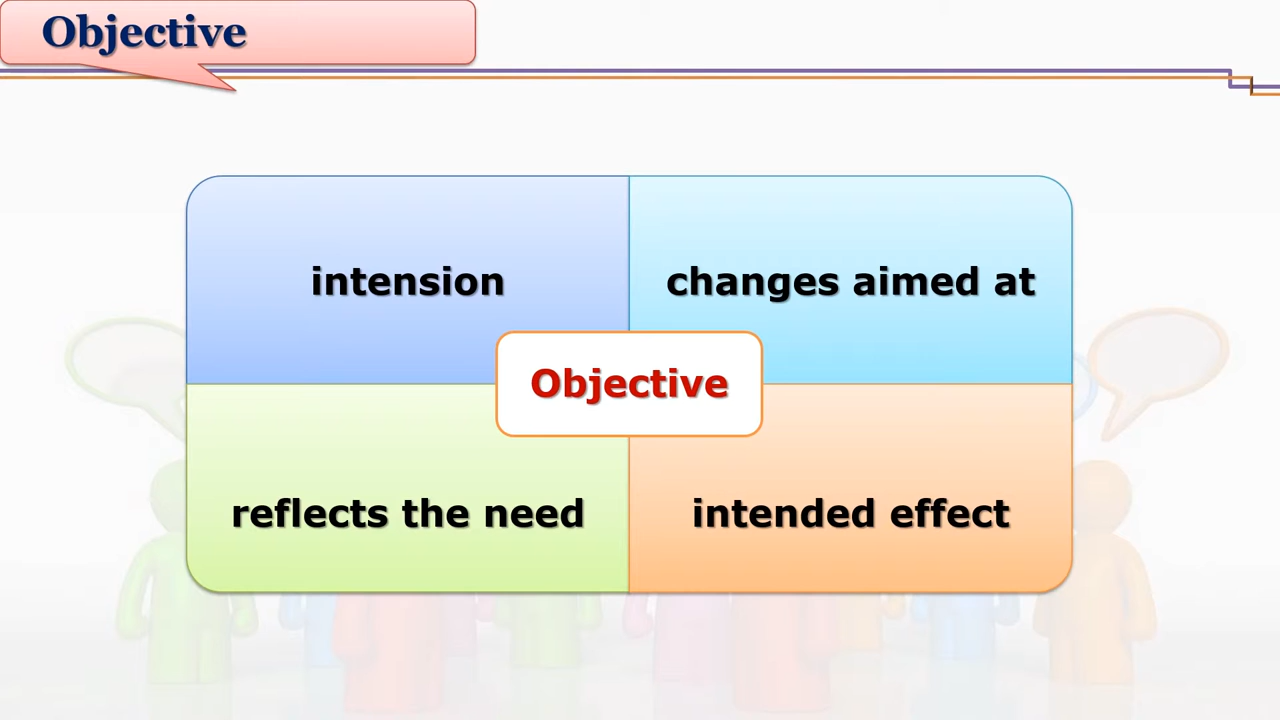 Objective
intension
changes aimed at
Objective
reflects the need
intended effect